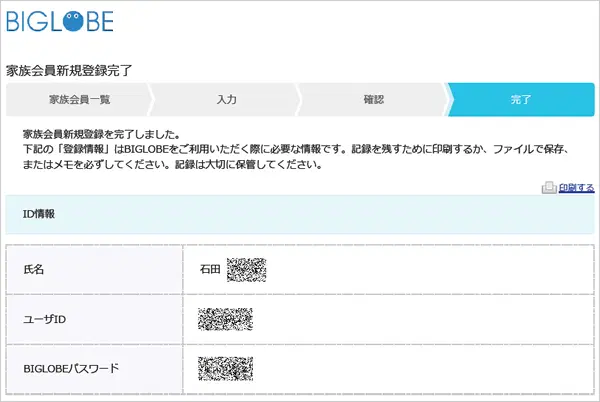 BIGLOBE
家族会員新規登録完了
家族会員一覧
入力
確認
完了
家族会員新規登録を完了しました。
下記の「登録情報」はBIGLOBEをご利用いただく際に必要な情報です。記録を残すために印刷するか、ファイルで保存、
またはメモを必ずしてください。記録は大切に保管してください。
印刷する
ID情報
氏名 石田
ユーザID
BIGLOBEパスワード